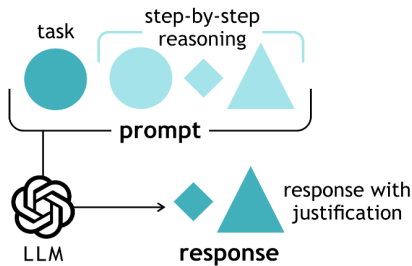 task
step-by-step
reasoning
prompt
LLM
response
response with
justification